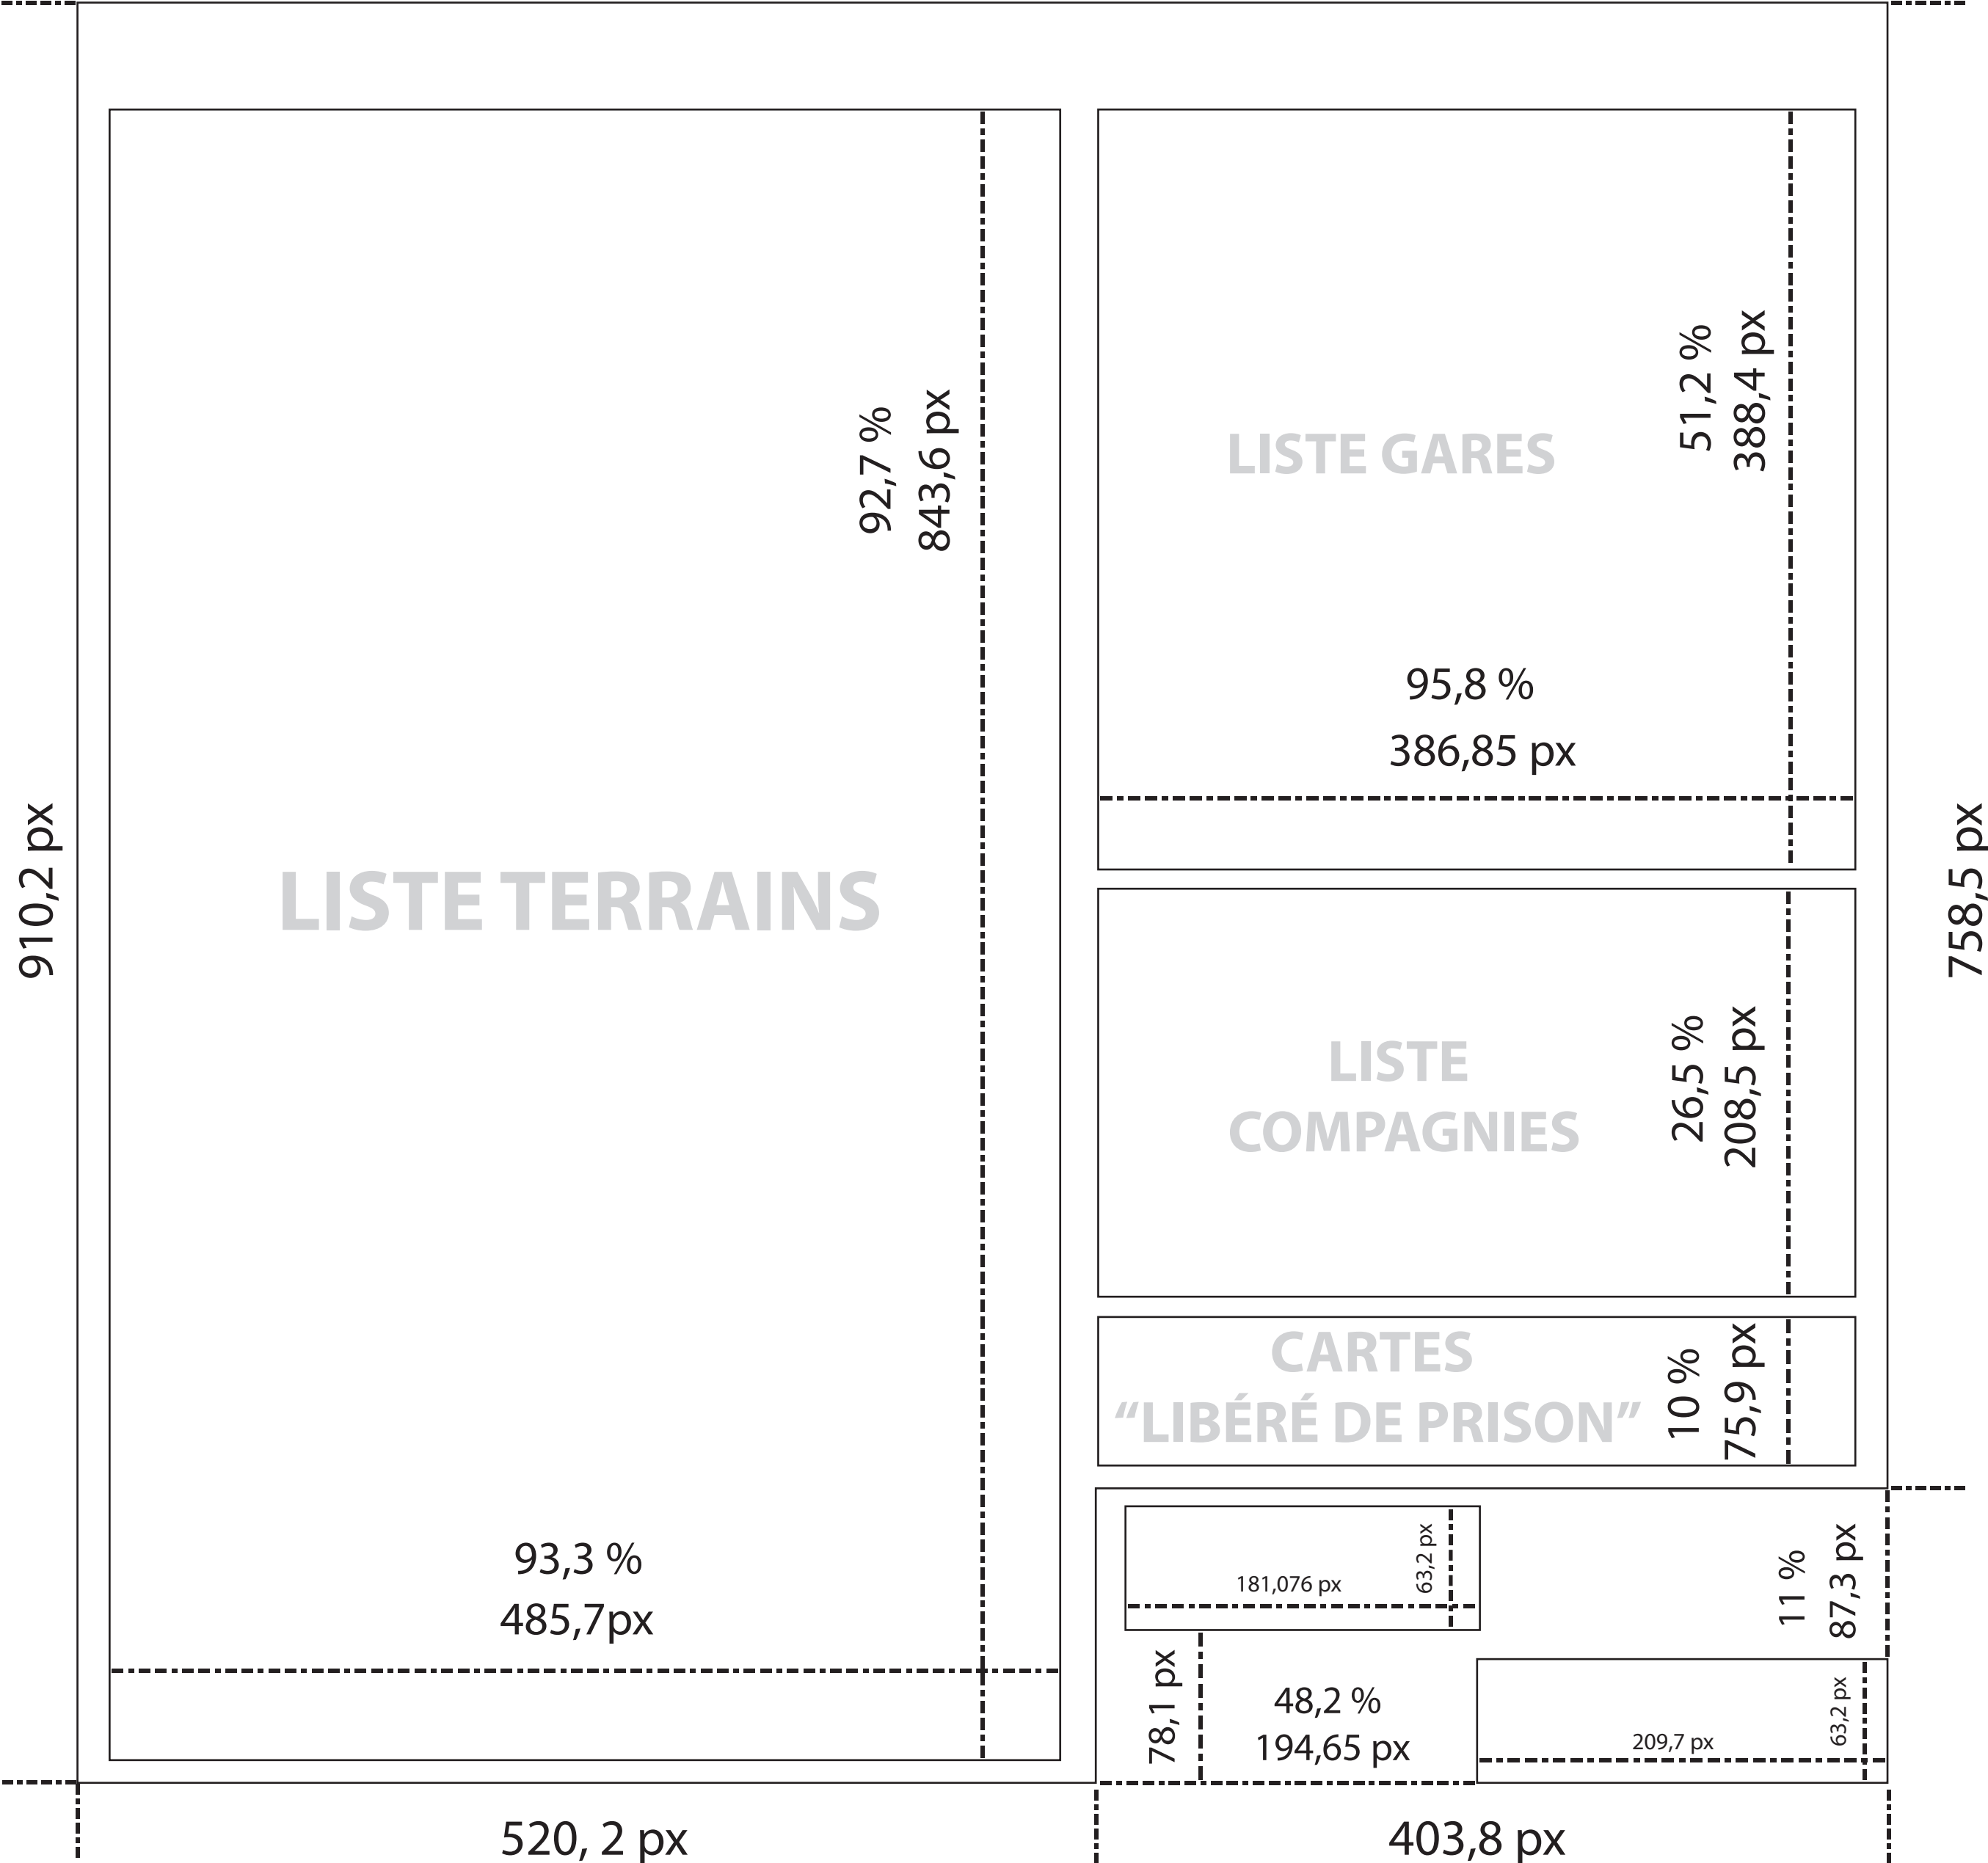 910,2 px
LISTE TERRAINS
92,7 %
843,6 px
93,3 %
485,7px
LISTE GARES
51,2 %
388,4 px
95,8 %
386,85 px
758,5 px
LISTE
COMPAGNIES
26,5 %
208,5 px
CARTES
“LIBÉRÉ DE PRISON”
10 %
75,9 px
181,076 px
63,2 px
11 %
87,3 px
78,1 px
48,2 %
194,65 px
209,7 px
63,2 px
520, 2 px
403,8 px